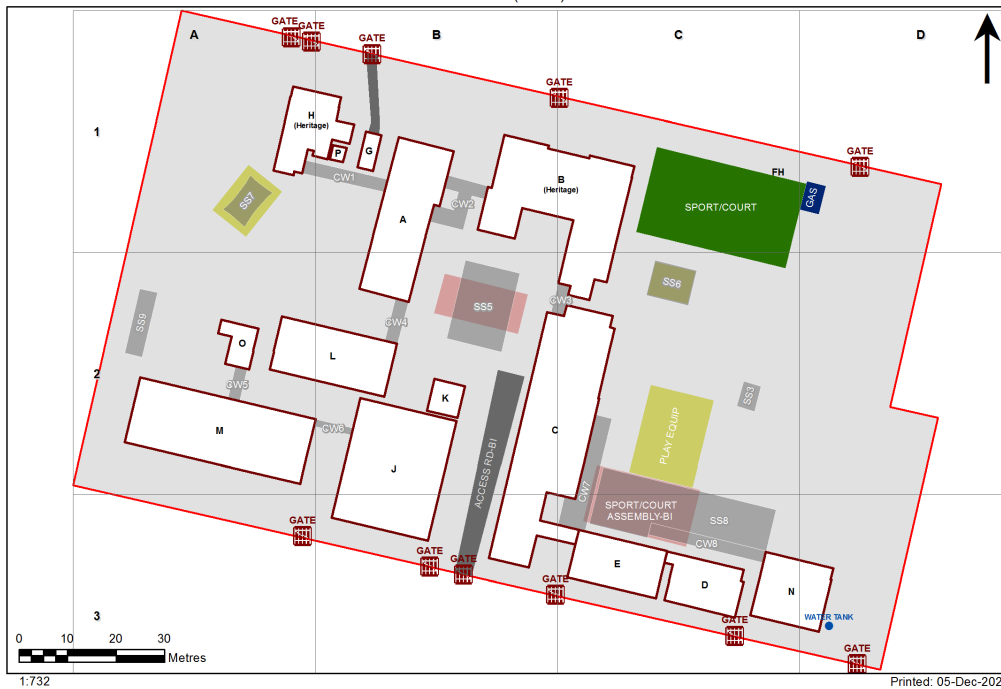 A
B
C
D
GATE
GATE
GATE
GATE
1
H
(Heritage)
P
G
B
(Heritage)
FH
GATE
CW1
SS7
A
CW2
SPORT/COURT
GAS
SS9
CW4
SS5
CW3
SS6
2
O
L
CW5
K
SS3
M
CW6
J
C
ACCESS RD-BI
PLAY EQUIP
CW7
SPORT/COURT
ASSEMBLY-BI
SS8
CW8
GATE
GATE
GATE
GATE
E
D
N
3
WATER TANK
GATE
GATE
0 10 20 30
Metres
1:732
Printed: 05-Dec-202